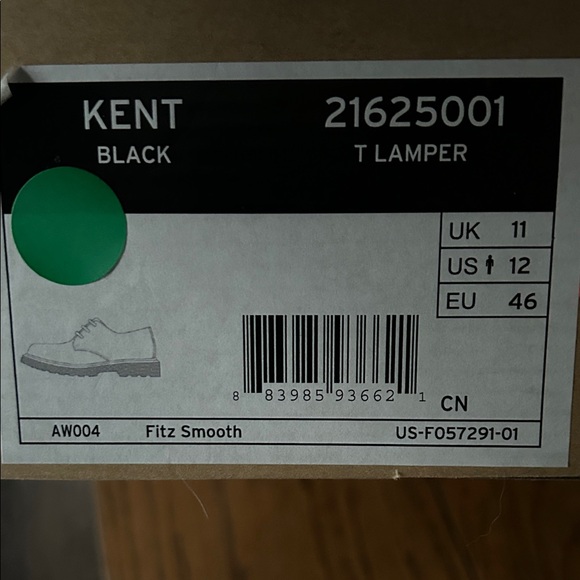 KENT 21625001
BLACK T LAMPER
UK 11
US 12
EU 46
8 83985 93662 1 CN
AW004 Fitz Smooth US-F057291-01